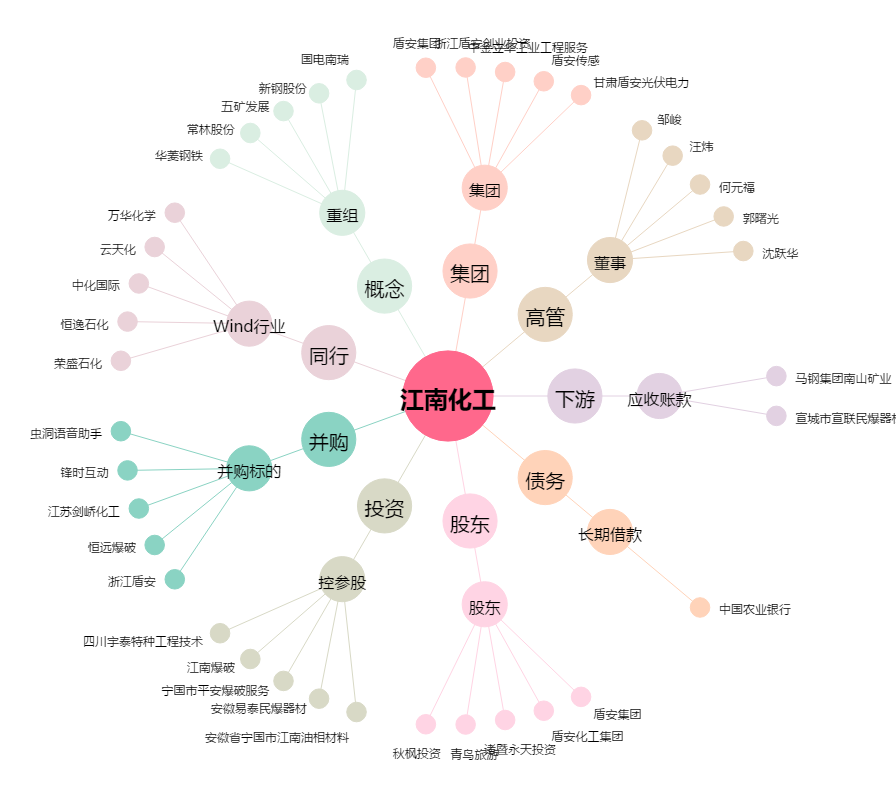 江南化工
集团
集团
盾安集团
浙江盾安创业投资
中金立华工业工程服务
盾安传感
甘肃盾安光伏电力
高管
董事
邹峻
汪炜
何元福
郭曙光
沈跃华
下游
应收账款
马钢集团南山矿业
宣城市宣联民爆器材
债务
长期借款
中国农业银行
股东
股东
盾安集团
盾安化工集团
诸暨永天投资
青鸟旅游
秋枫投资
投资
控参股
安徽省宁国市江南油相材料
安徽易泰民爆器材
宁国市平安爆破服务
江南爆破
四川宇泰特种工程技术
并购
并购标的
浙江盾安
恒远爆破
江苏剑峤化工
锋时互动
虫洞语音助手
同行
Wind行业
荣盛石化
恒逸石化
中化国际
云天化
万华化学
概念
重组
华菱钢铁
常林股份
五矿发展
新钢股份
国电南瑞